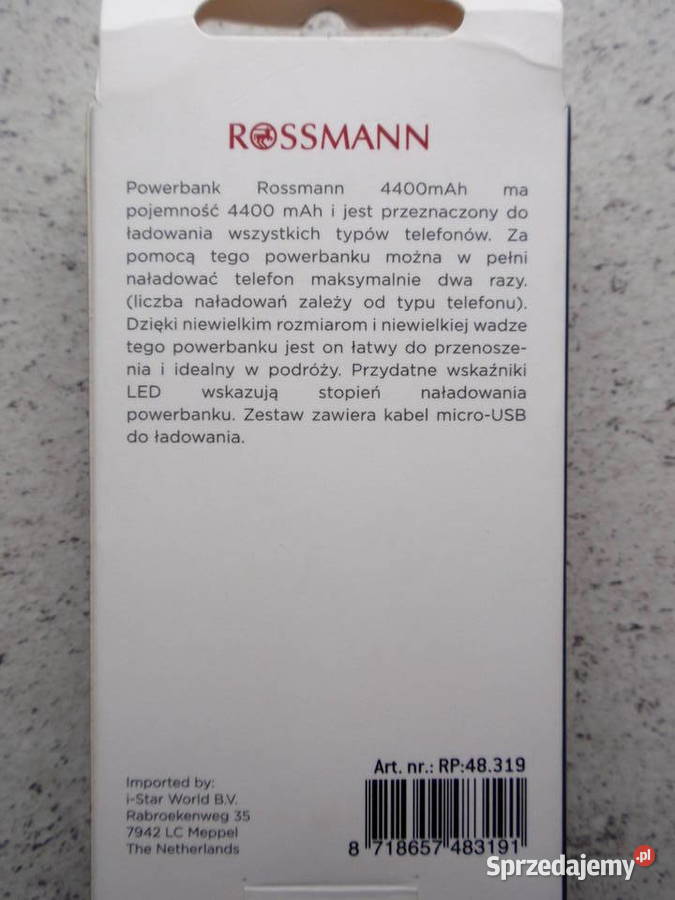 ROSSMANN
Powerbank Rossmann 4400mAh ma
pojemność 4400 mAh i jest przeznaczony do
ładowania wszystkich typów telefonów. Za
pomocą tego powerbanku można w pełni
naładować telefon maksymalnie dwa razy.
(liczba naładowań zależy od typu telefonu).
Dzięki niewielkim rozmiarom i niewielkiej wadze
tego powerbanku jest on łatwy do przenosze-
nia i idealny w podróży. Przydatne wskaźniki
LED wskazują stopień naładowania
powerbanku. Zestaw zawiera kabel micro-USB
do ładowania.
Art. nr.: RP:48.319
Imported by:
i-Star World B.V.
Rabroekenweg 35
7942 LC Meppel
The Netherlands
8 718657 483191
Sprzedajemy.pl